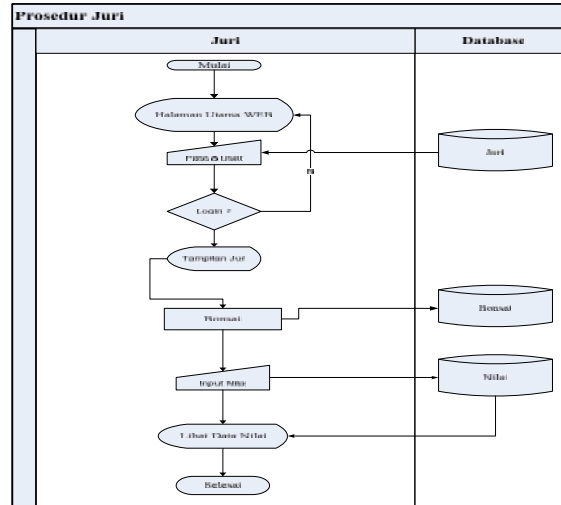 Prosedur Juri
Juri
Database
Mulai
Halaman Utama WEB
Pass & User
Juri
N
Login ?
Tampilan Juri
Bonsai
Bonsai
Input Nilai
Nilai
Lihat Data Nilai
Selesai